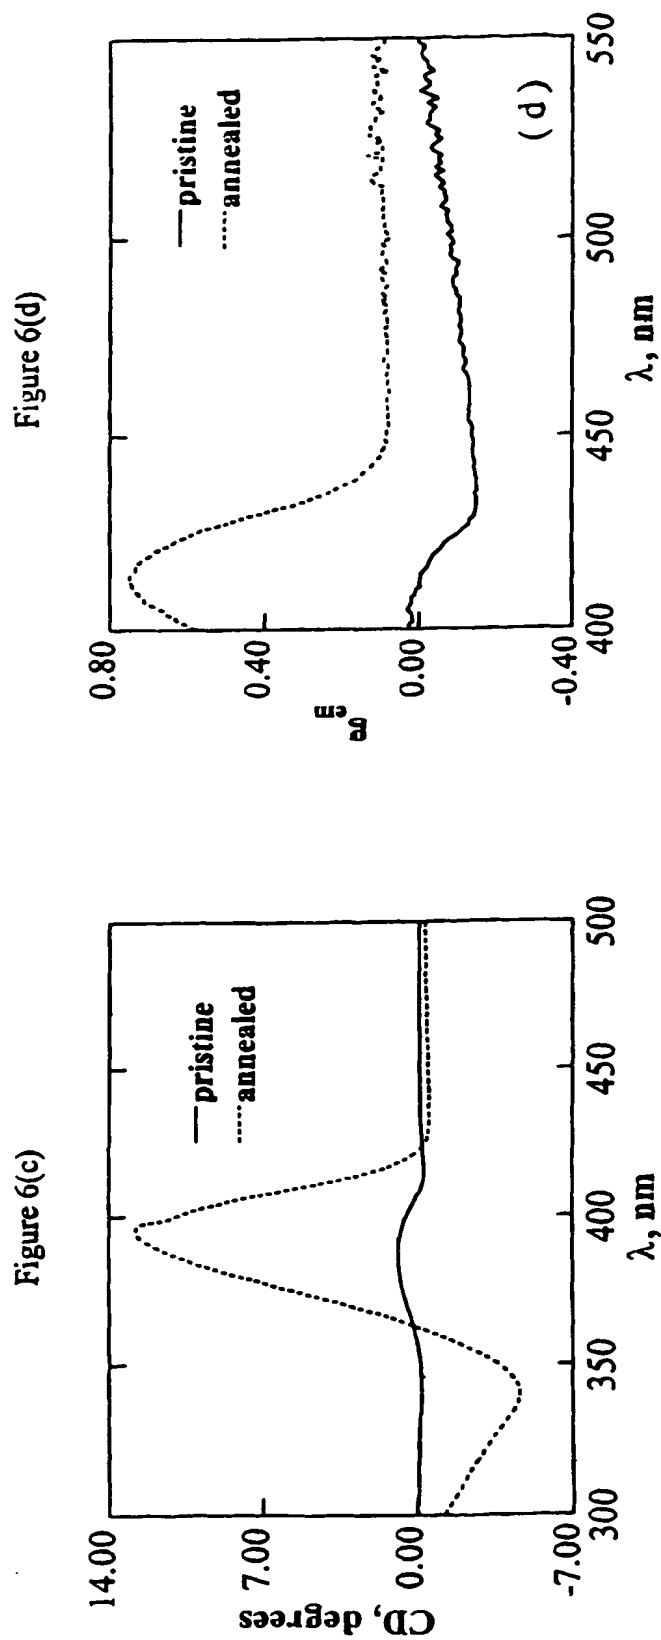 Figure 6(c)
14.00
7.00
0.00
-7.00
CD, degrees
pristine
annealed
300
350
400
450
500
λ, nm
Figure 6(d)
0.80
0.40
0.00
-0.40
g em
pristine
annealed
( d )
400
450
500
550
λ, nm